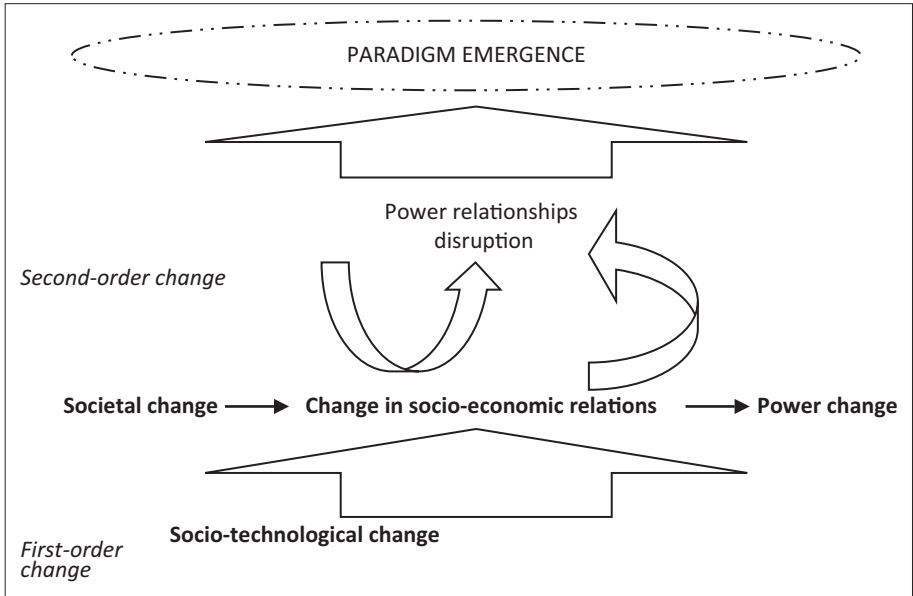 PARADIGM EMERGENCE
Power relationships
disruption
Second-order change
Societal change
Change in socio-economic relations
Power change
Socio-technological change
First-order
change